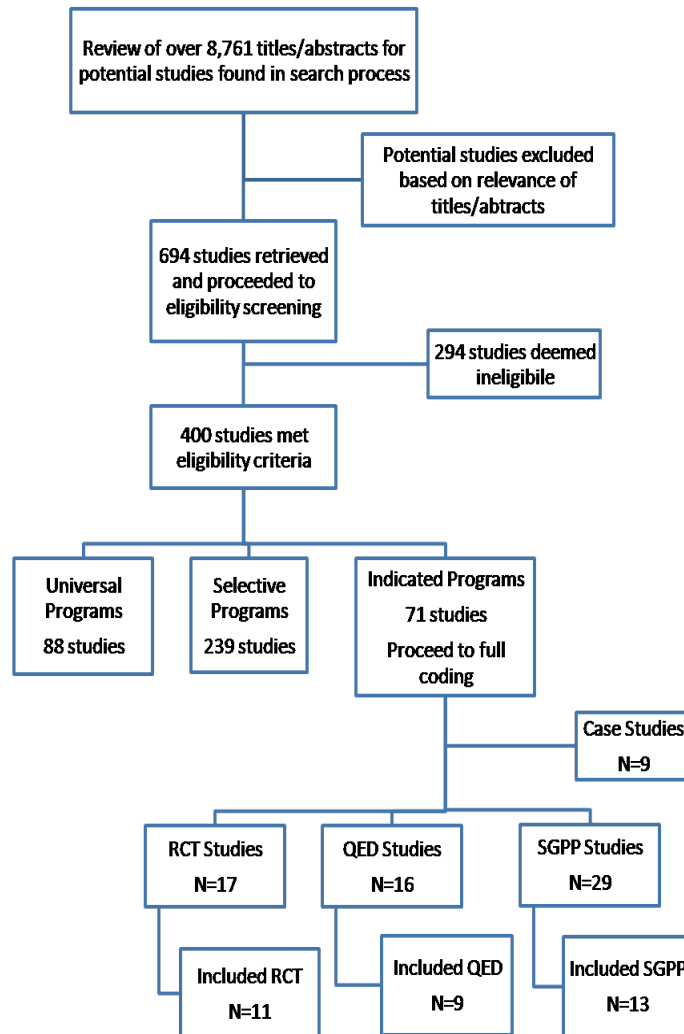 Review of over 8,761 titles/abstracts for
potential studies found in search process
Potential studies excluded
based on relevance of
titles/abtracts
694 studies retrieved
and proceeded to
eligibility screening
294 studies deemed
ineligibile
400 studies met
eligibility criteria
Universal
Programs
88 studies
Selective
Programs
239 studies
Indicated Programs
71 studies
Proceed to full
coding
Case Studies
N=9
RCT Studies
N=17
QED Studies
N=16
SGPP Studies
N=29
Included RCT
N=11
Included QED
N=9
Included SGPP
N=13